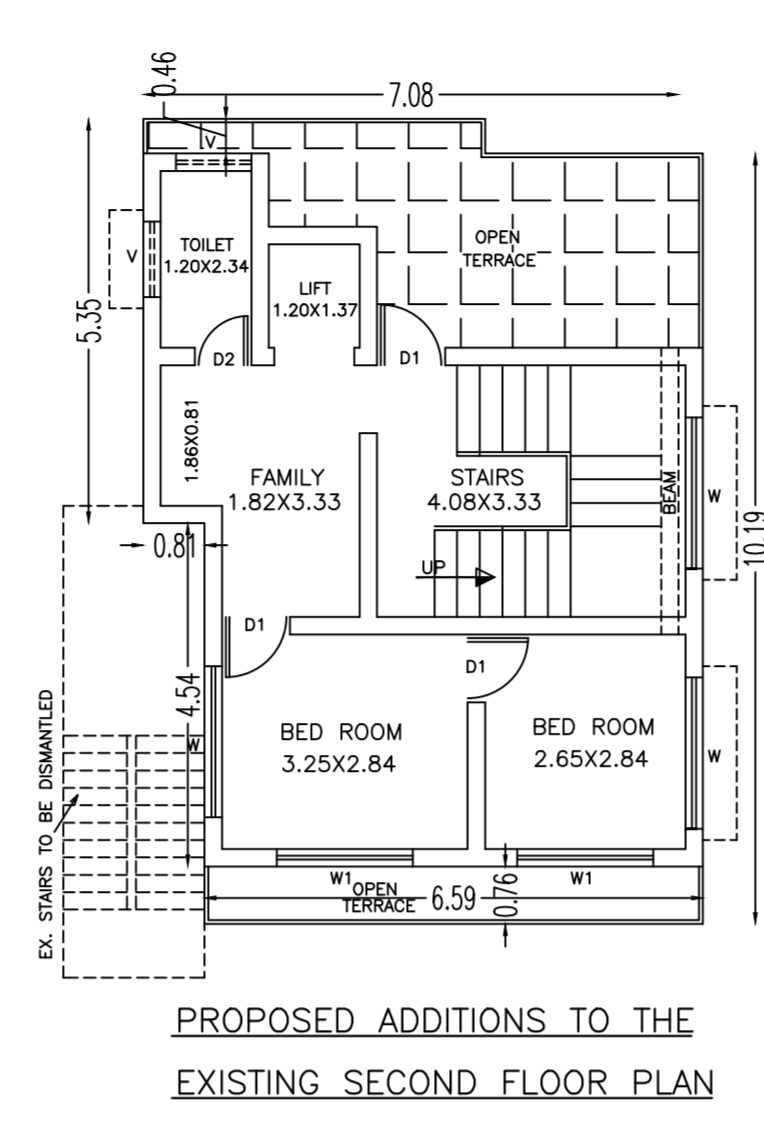 0.46
7.08
V
TOILET
1.20X2.34
V
OPEN
TERRACE
LIFT
1.20X1.37
5.35
D2
D1
1.86X0.81
FAMILY
1.82X3.33
STAIRS
4.08X3.33
BEAM
W
10.19
0.81
UP
D1
D1
4.54
BED ROOM
3.25X2.84
BED ROOM
2.65X2.84
W
W
EX. STAIRS TO BE DISMANTLED
W1
OPEN
TERRACE
6.59
0.76
W1
PROPOSED ADDITIONS TO THE
EXISTING SECOND FLOOR PLAN